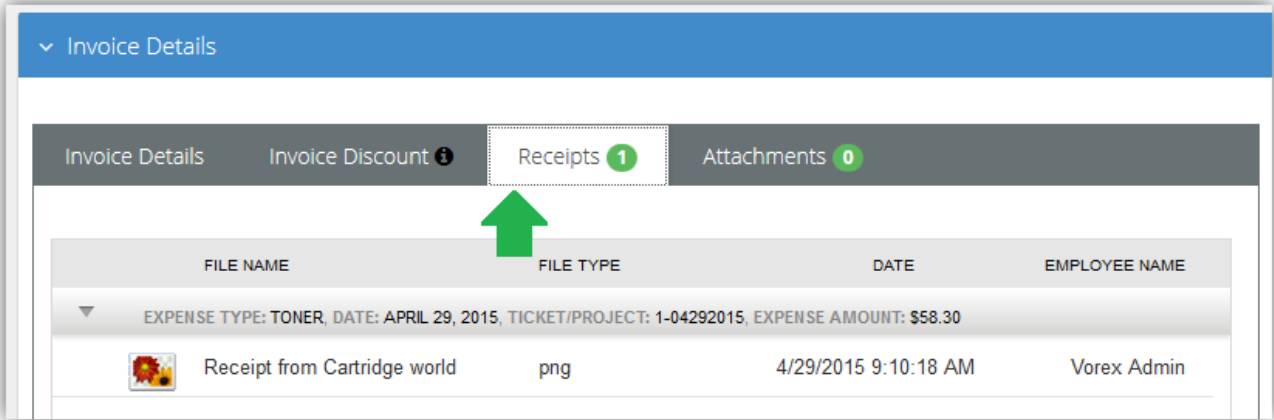 Invoice Details
Invoice Details Invoice Discount Receipts 1 Attachments 0
FILE NAME FILE TYPE DATE EMPLOYEE NAME
EXPENSE TYPE: TONER, DATE: APRIL 29, 2015, TICKET/PROJECT: 1-04292015, EXPENSE AMOUNT: $58.30
Receipt from Cartridge world png 4/29/2015 9:10:18 AM Vorex Admin